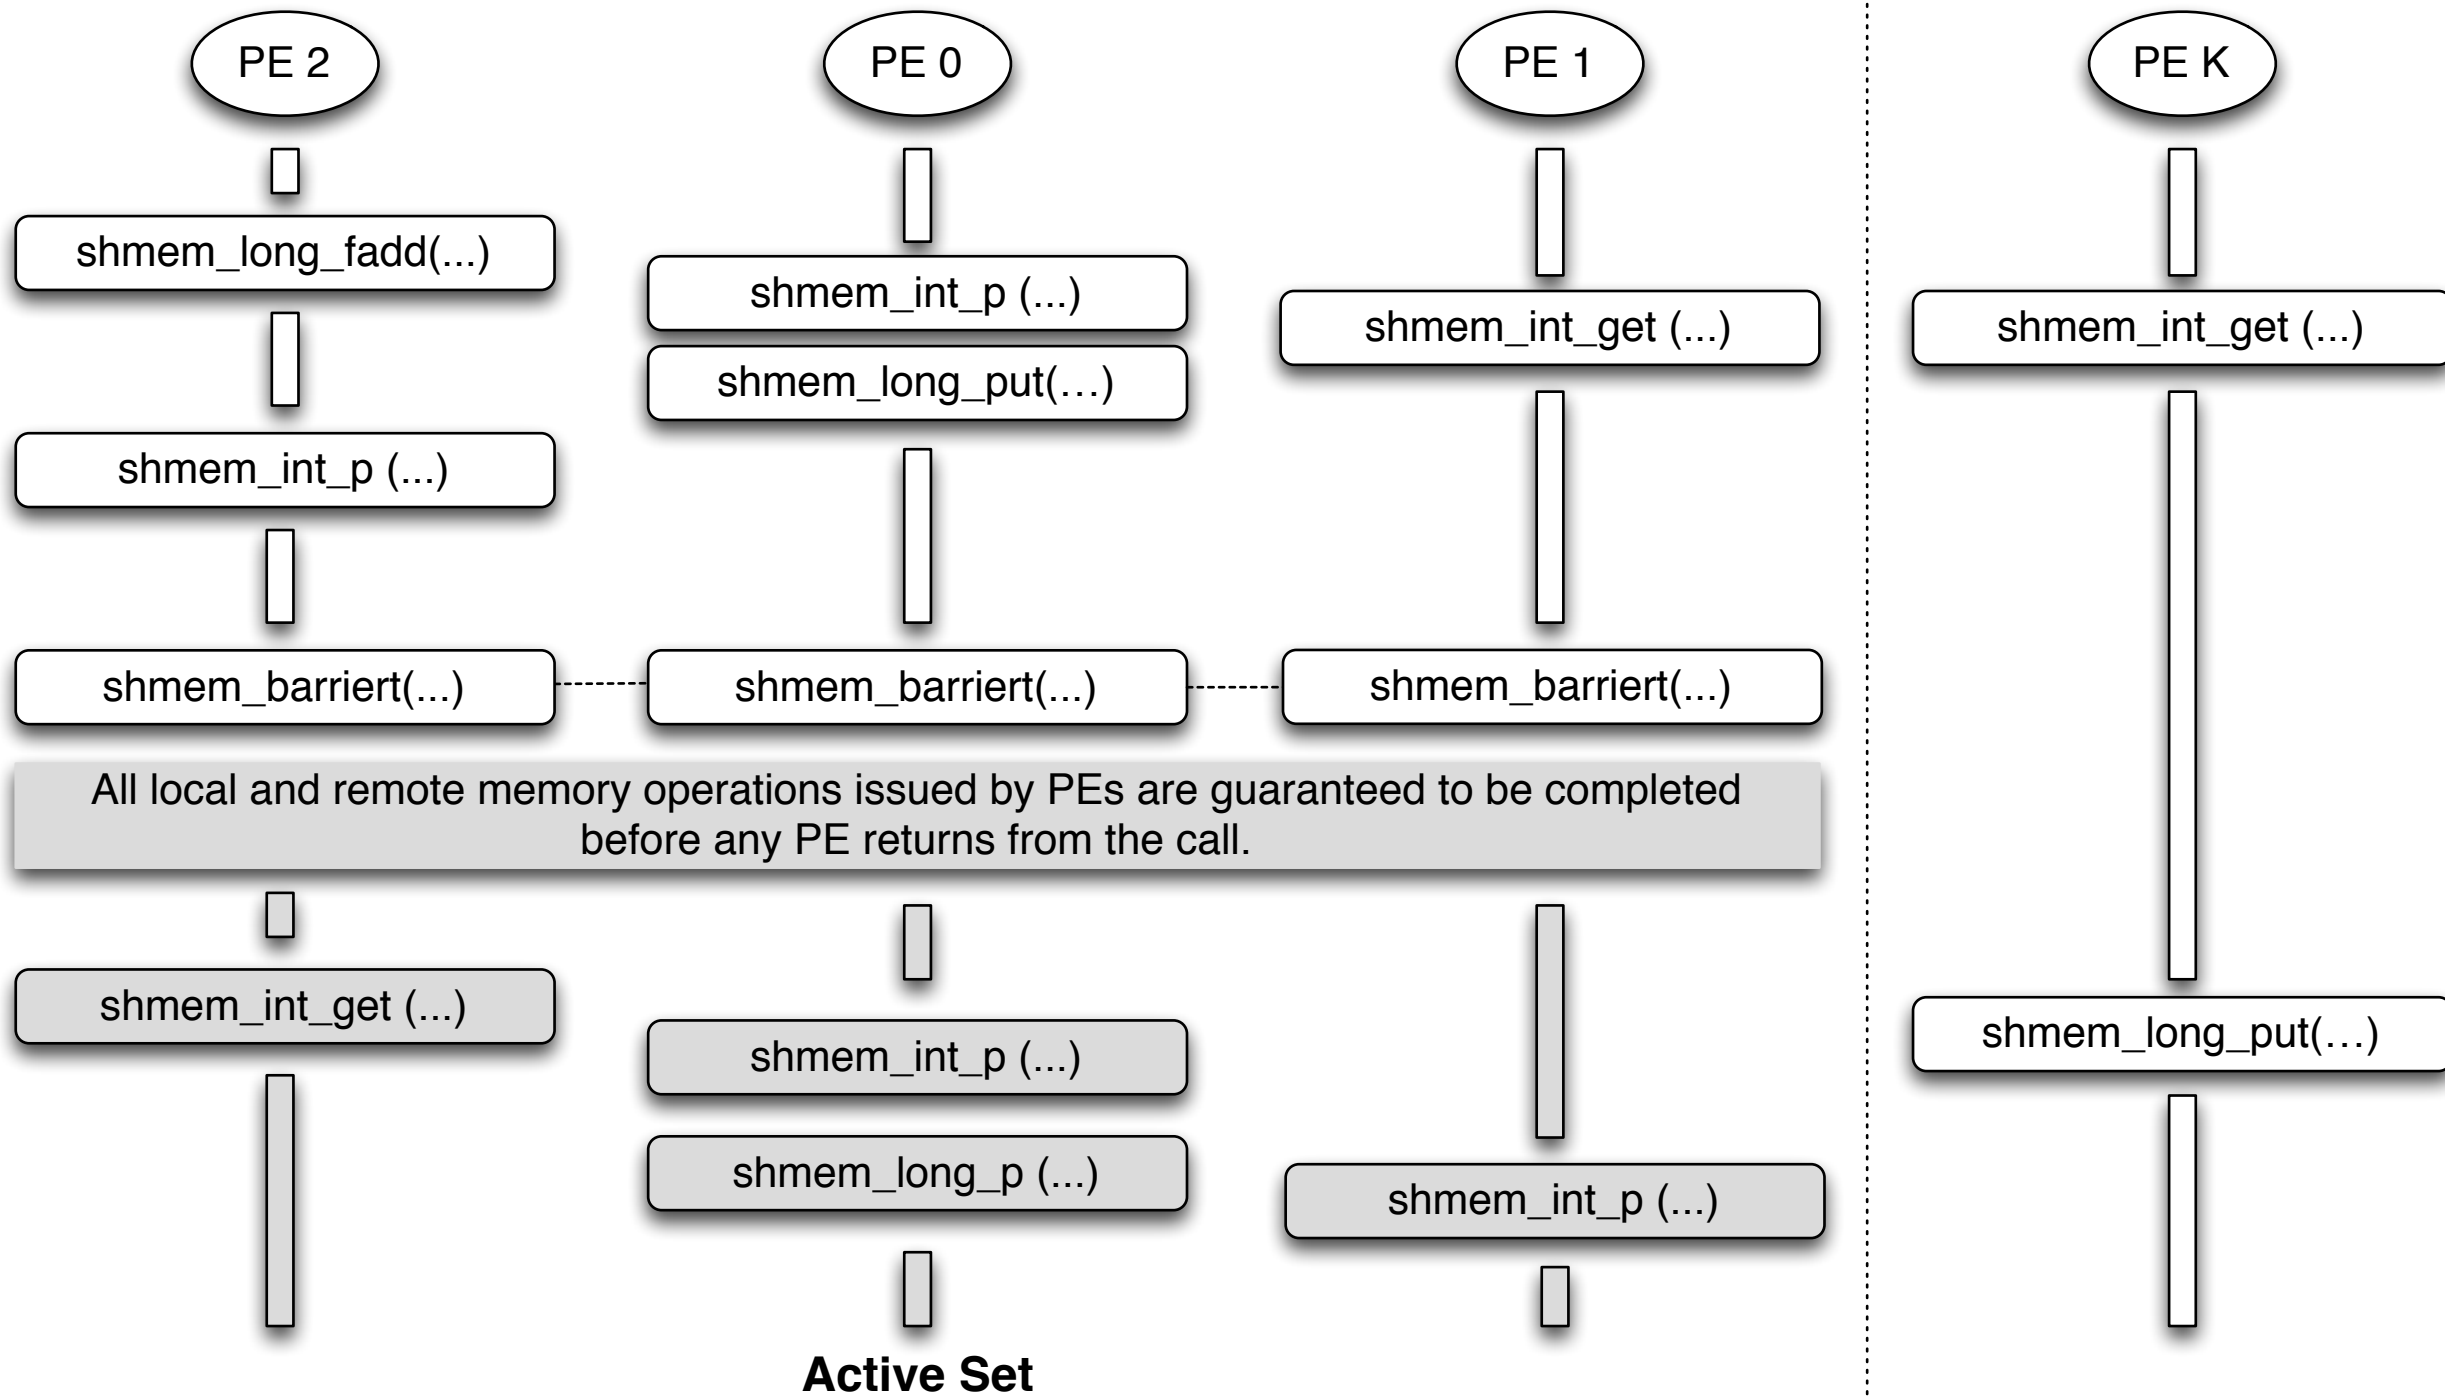 PE 2
PE 0
PE 1
PE K
shmem_long_fadd(...)
shmem_int_p (...)
shmem_int_get (...)
shmem_int_get (...)
shmem_long_put(...)
shmem_int_p (...)
shmem_barriert(...)
shmem_barriert(...)
shmem_barriert(...)
All local and remote memory operations issued by PEs are guaranteed to be completed
before any PE returns from the call.
shmem_int_get (...)
shmem_int_p (...)
shmem_long_put(...)
shmem_long_p (...)
shmem_int_p (...)
Active Set